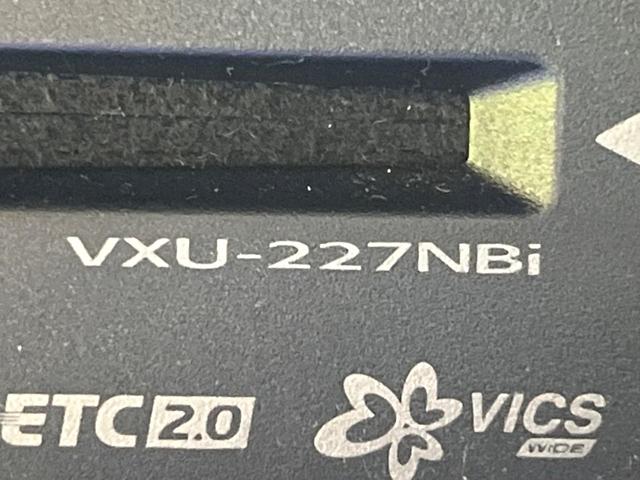 VXU-227NBi
ETC 2.0
VICS
WIDE